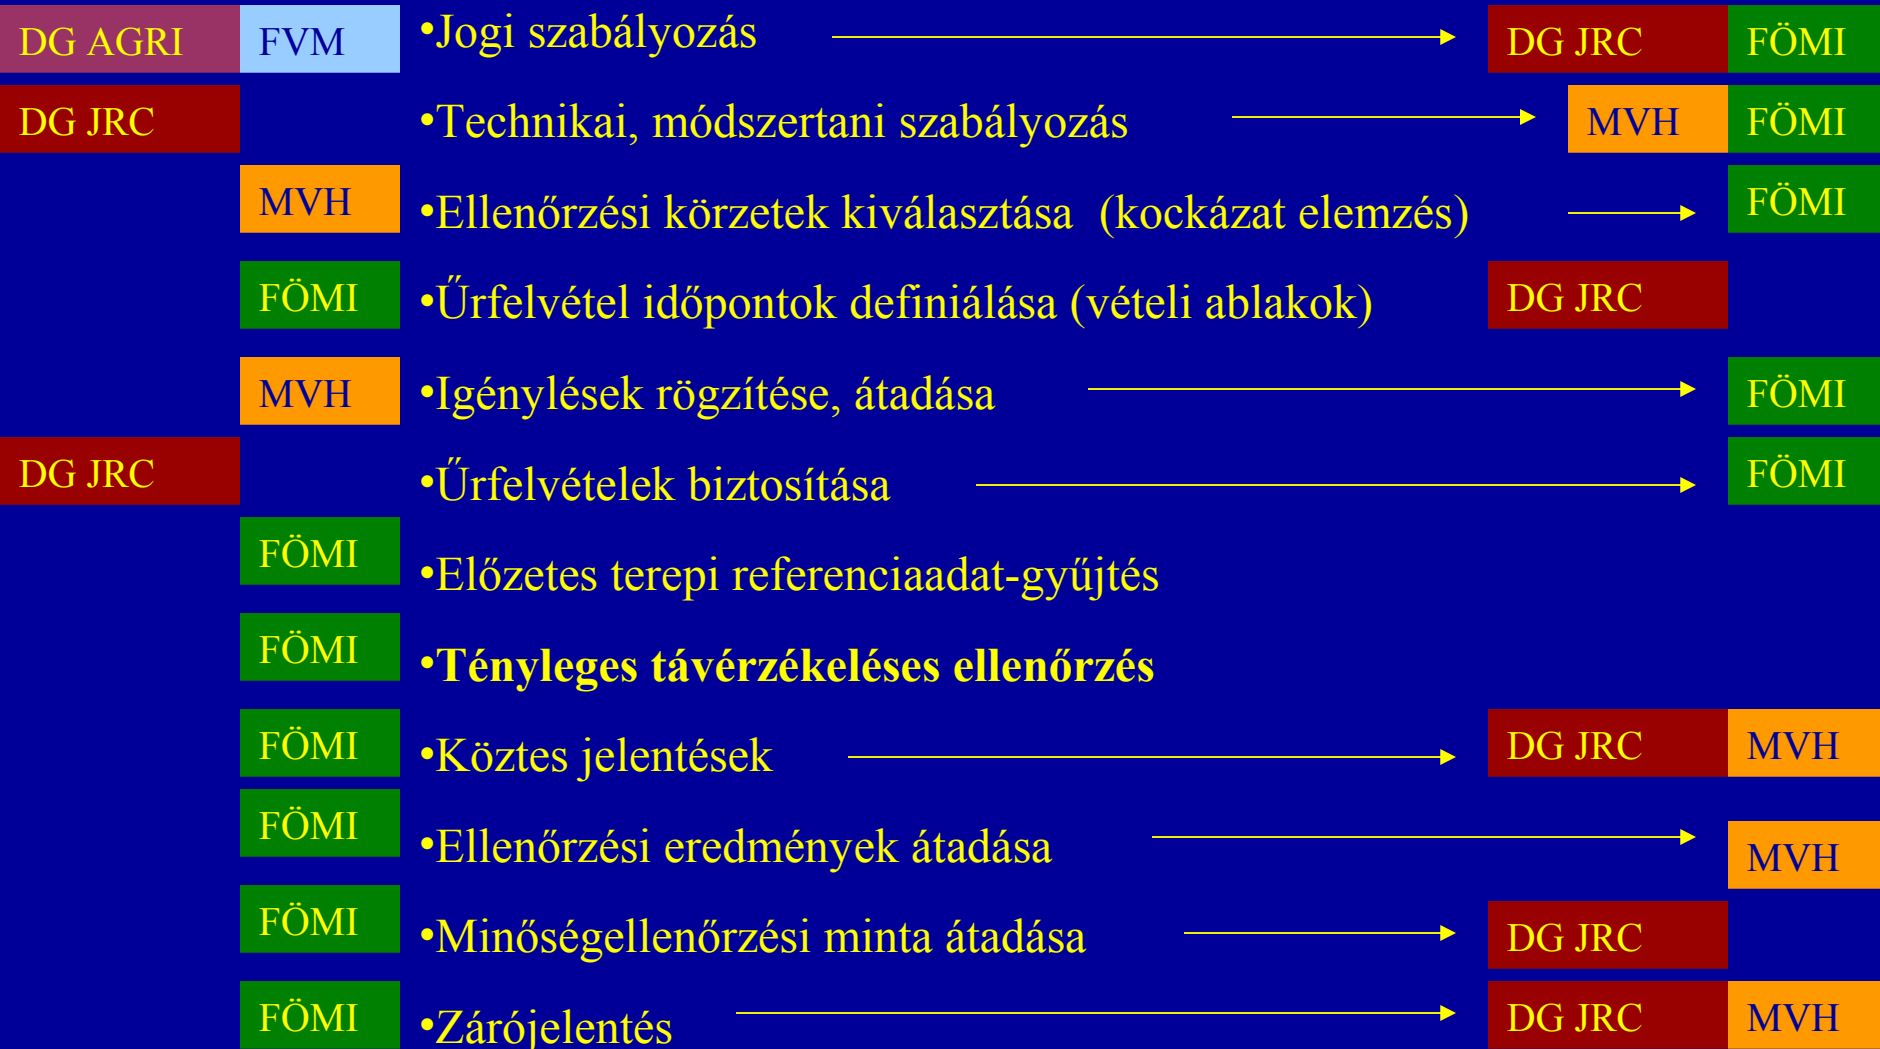 DG AGRI FVM •Jogi szabályozás DG JRC FÖMI
DG JRC •Technikai, módszertani szabályozás MVH FÖMI
MVH •Ellenőrzési körzetek kiválasztása (kockázat elemzés) FÖMI
FÖMI •Űrfelvétel időpontok definiálása (vételi ablakok) DG JRC
MVH •Igénylések rögzítése, átadása FÖMI
DG JRC •Űrfelvételek biztosítása FÖMI
FÖMI •Előzetes terepi referenciaadat-gyűjtés
FÖMI •Tényleges távérzékeléses ellenőrzés
FÖMI •Köztes jelentések DG JRC MVH
FÖMI •Ellenőrzési eredmények átadása MVH
FÖMI •Minőségellenőrzési minta átadása DG JRC
FÖMI •Zárójelentés DG JRC MVH